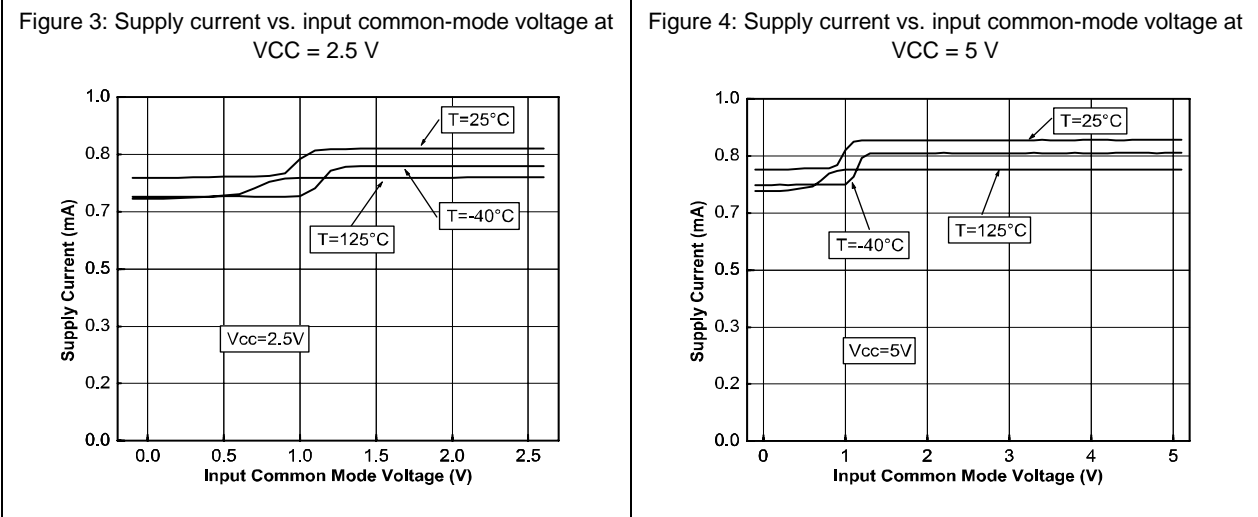 Figure 3: Supply current vs. input common-mode voltage at
VCC = 2.5 V
1.0
0.8
0.7
0.5
0.3
0.2
0.0
Supply Current (mA)
T=25°C
T=-40°C
T=125°C
Vcc=2.5V
0.0 0.5 1.0 1.5 2.0 2.5
Input Common Mode Voltage (V)
Figure 4: Supply current vs. input common-mode voltage at
VCC = 5 V
1.0
0.8
0.7
0.5
0.3
0.2
0.0
Supply Current (mA)
T=25°C
T=-40°C
T=125°C
Vcc=5V
0 1 2 3 4 5
Input Common Mode Voltage (V)